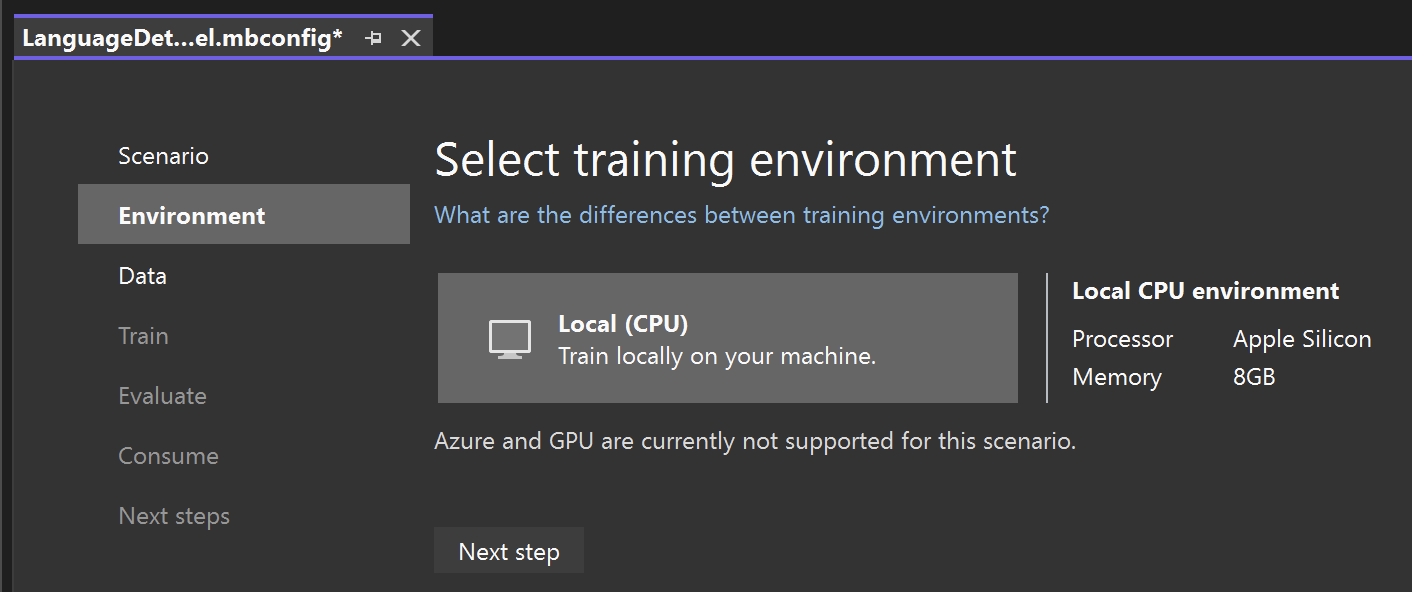 LanguageDet...el.mbconfig*
Scenario
Environment
Data
Train
Evaluate
Consume
Next steps
Select training environment
What are the differences between training environments?
Local (CPU)
Train locally on your machine.
Local CPU environment
Processor Apple Silicon
Memory 8GB
Azure and GPU are currently not supported for this scenario.
Next step